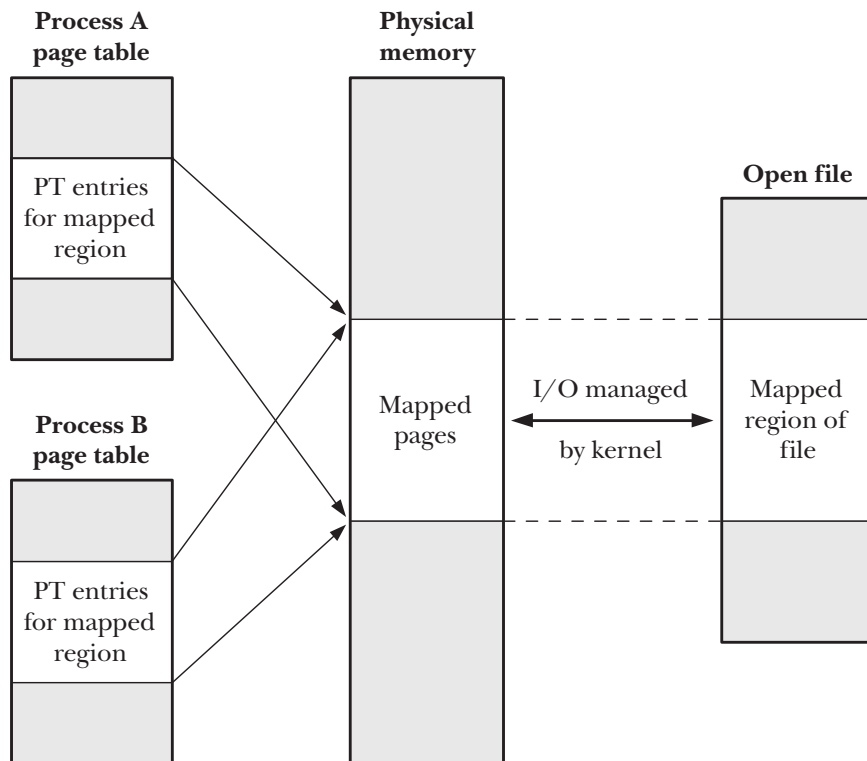 Process A
page table
PT entries
for mapped
region
Process B
page table
PT entries
for mapped
region
Physical
memory
Mapped
pages
I/O managed
by kernel
Open file
Mapped
region of
file